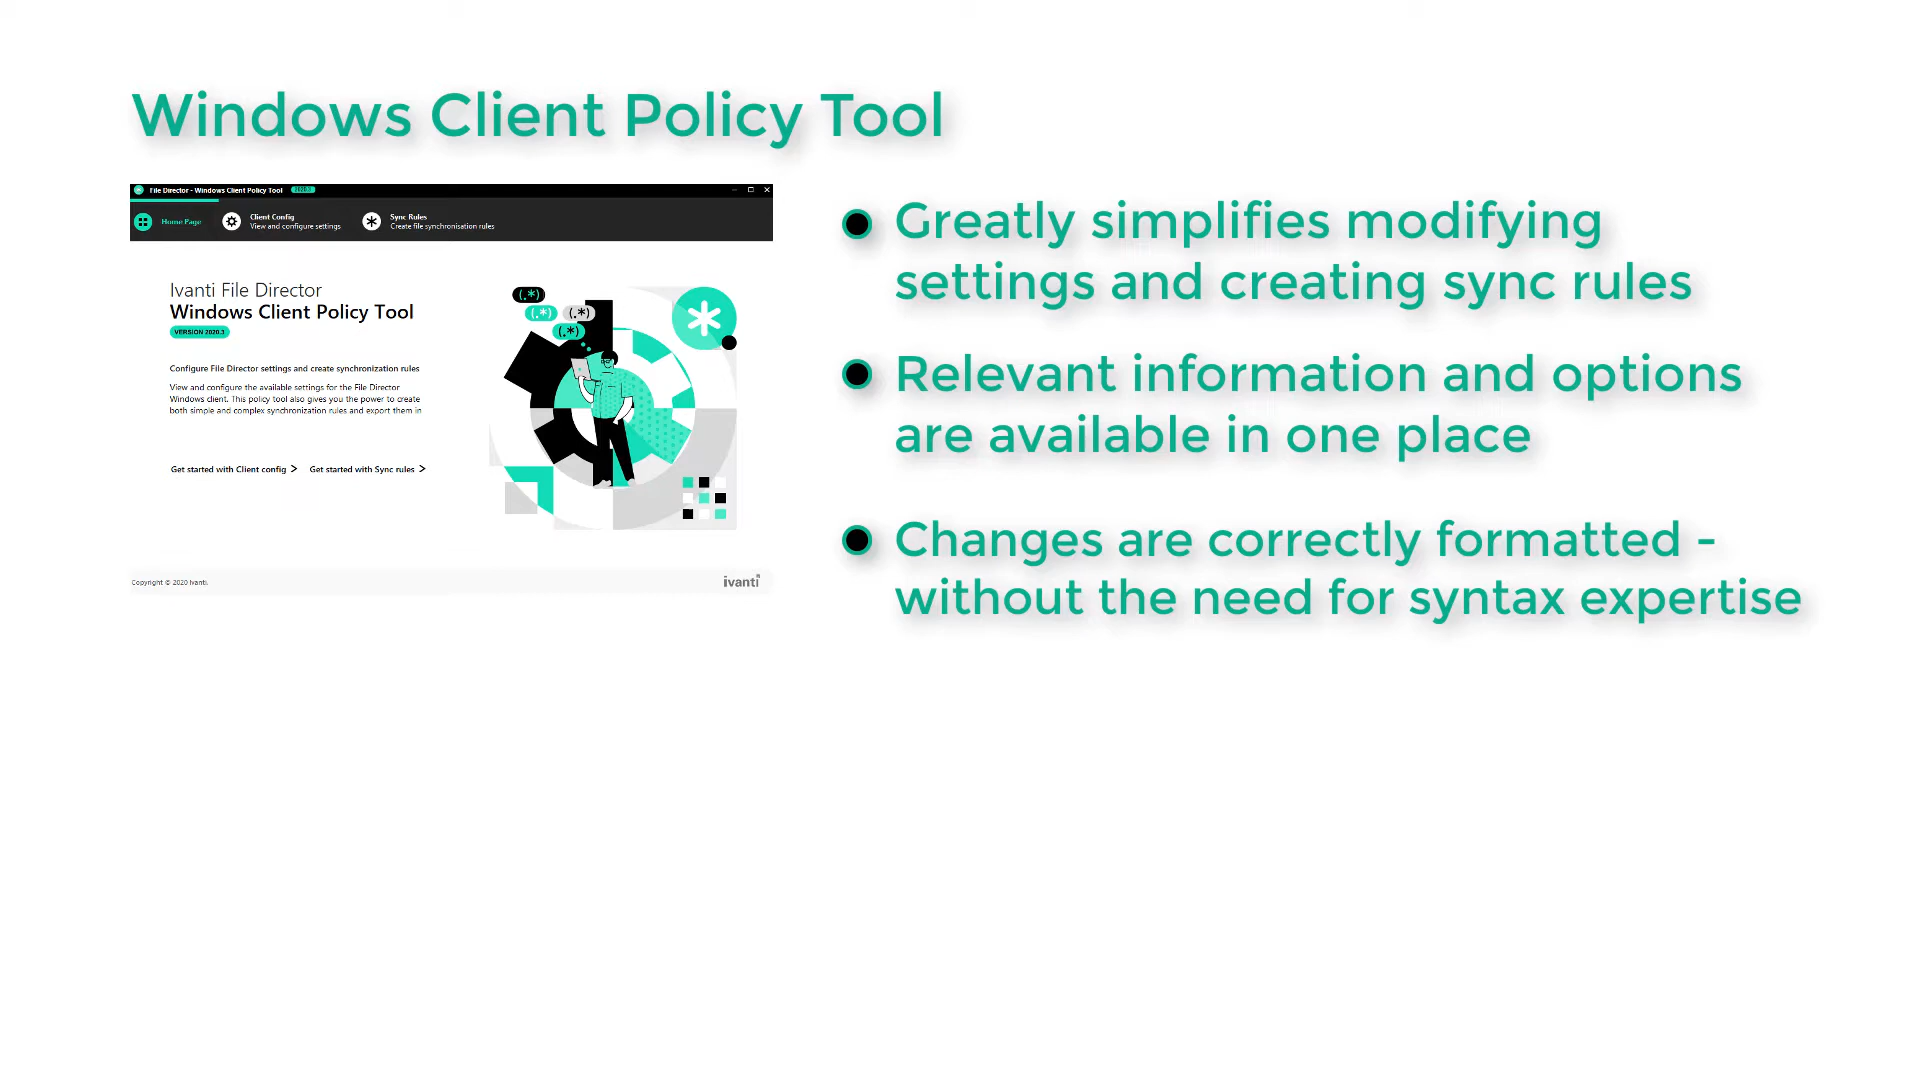 Windows Client Policy Tool
File Director - Windows Client Policy Tool 2020.3
Home Page
Client Config
View and configure settings
Sync Rules
Create file synchronisation rules
Ivanti File Director
Windows Client Policy Tool
VERSION 2020.3
Configure File Director settings and create synchronization rules
View and configure the available settings for the File Director
Windows client. This policy tool also gives you the power to create
both simple and complex synchronization rules and export them in
Get started with Client config >
Get started with Sync rules >
(.*)
(.*) (.*)
(.*)
Copyright © 2020 Ivanti.
ivanti
Greatly simplifies modifying
settings and creating sync rules
Relevant information and options
are available in one place
Changes are correctly formatted -
without the need for syntax expertise